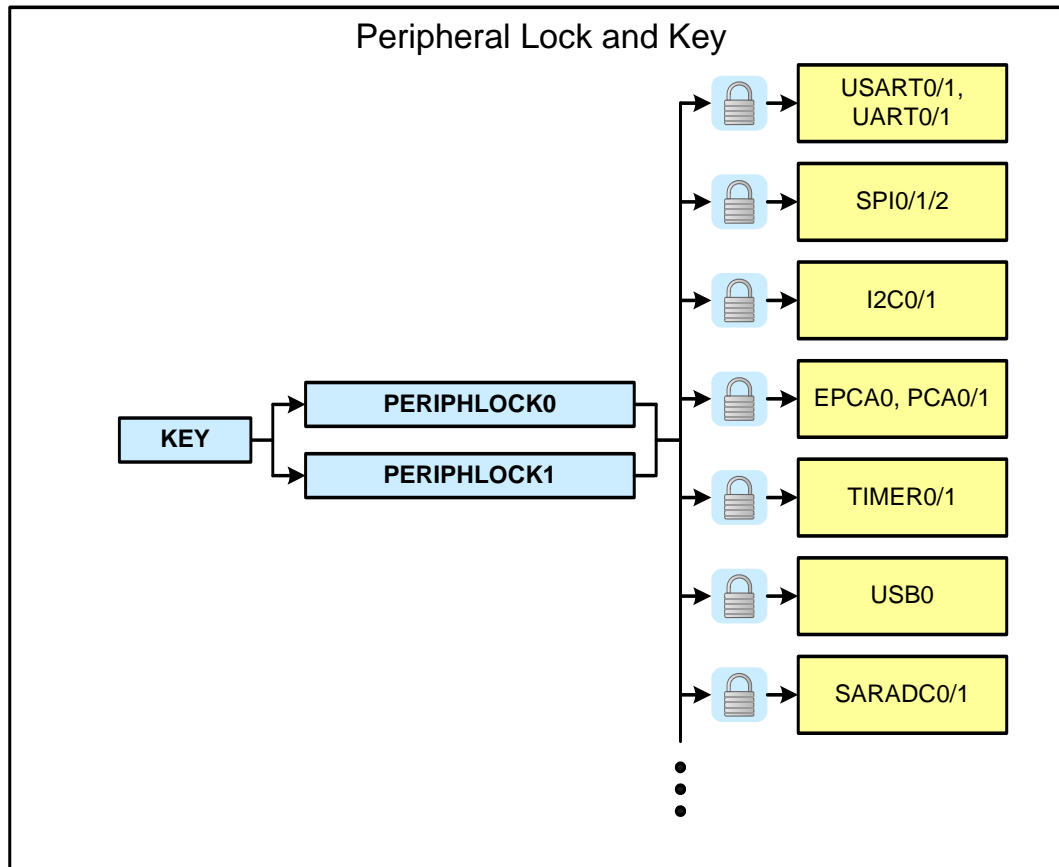 Peripheral Lock and Key
USART0/1,
UART0/1
SPI0/1/2
I2C0/1
EPCA0, PCA0/1
TIMER0/1
USB0
SARADC0/1
KEY
PERIPHLOCK0
PERIPHLOCK1